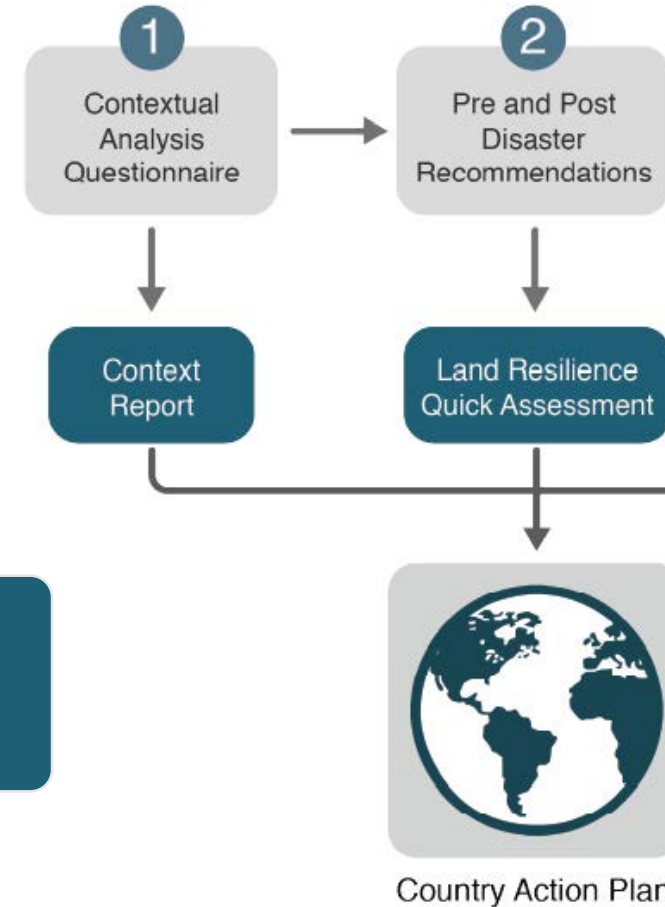 1
Contextual
Analysis
Questionnaire
2
Pre and Post
Disaster
Recommendations
Context
Report
Land Resilience
Quick Assessment
Country Action Plan